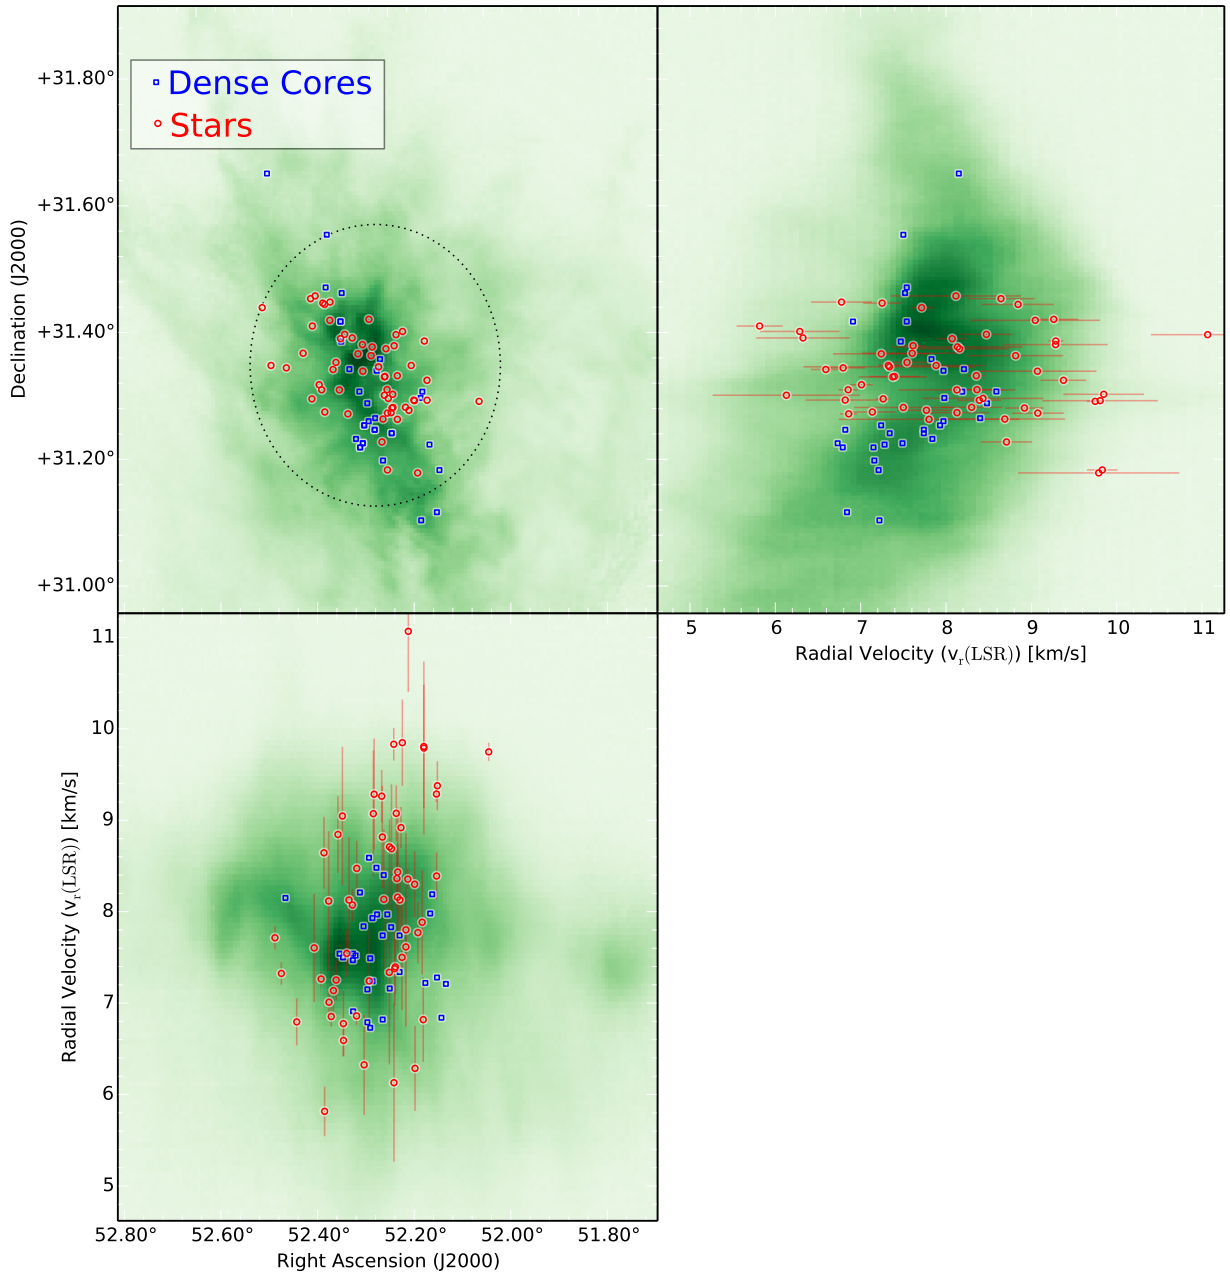 Dense Cores
Stars
+31.80°
+31.60°
+31.40°
+31.20°
+31.00°
Declination (J2000)
5 6 7 8 9 10 11
Radial Velocity (vr(LSR)) [km/s]
11
10
9
8
7
6
5
Radial Velocity (vr(LSR)) [km/s]
52.80° 52.60° 52.40° 52.20° 52.00° 51.80°
Right Ascension (J2000)